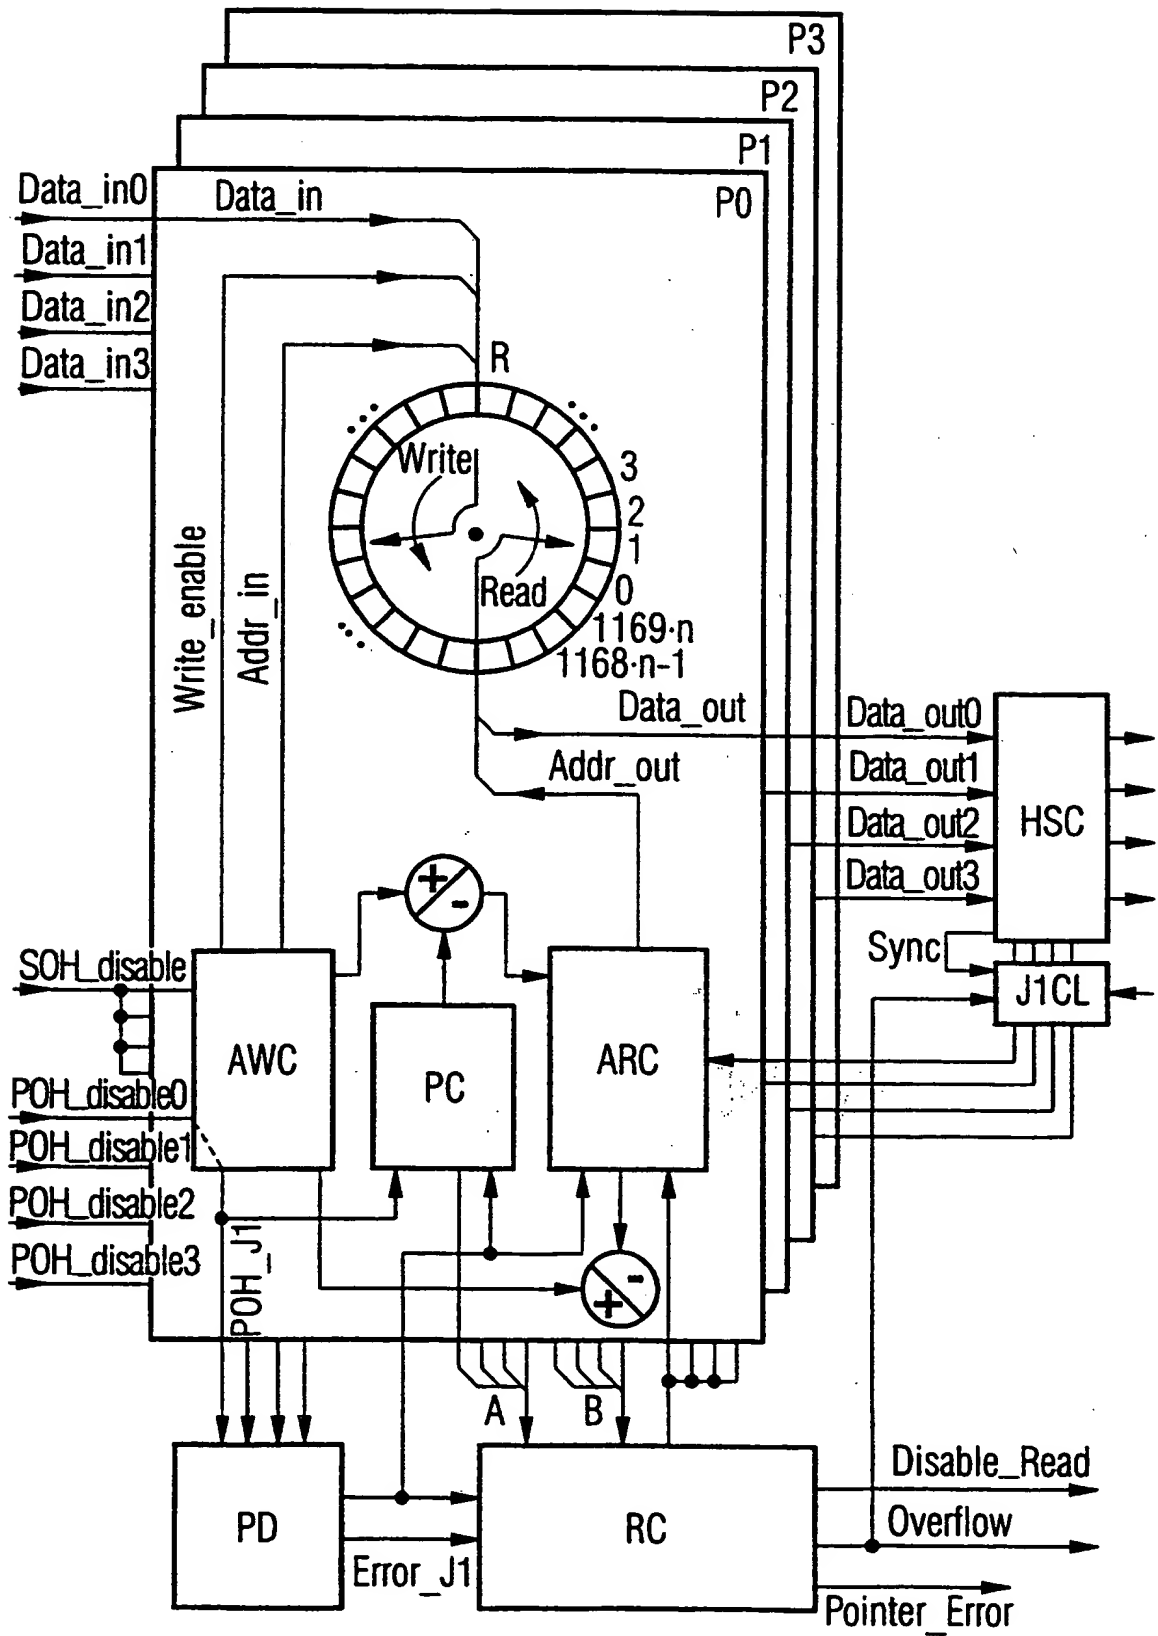 P3
P2
P1
P0
Data_in0
Data_in
Data_in1
Data_in2
Data_in3
R
Write
3
2
1
0
Read
1169·n
1168·n-1
Write_enable
Addr_in
Data_out
Data_out0
Addr_out
Data_out1
HSC
Data_out2
Data_out3
+
-
Sync
SOH_disable
J1CL
AWC
PC
ARC
POH_disable0
POH_disable1
POH_disable2
POH_disable3
POH_J1
-
+
A
B
Disable_Read
PD
RC
Overflow
Error_J1
Pointer_Error